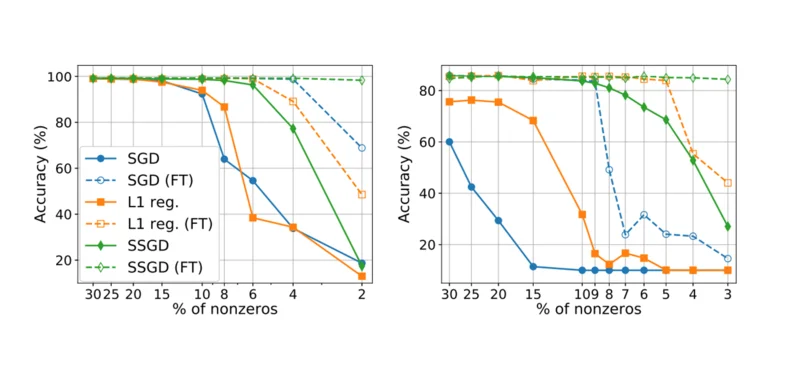 100
80
60
40
20
Accuracy (%)
SGD
SGD (FT)
L1 reg.
L1 reg. (FT)
SSGD
SSGD (FT)
30 25 20 15 10 8 6 4 2
% of nonzeros
80
60
40
20
Accuracy (%)
30 25 20 15 10 9 8 7 6 5 4 3
% of nonzeros